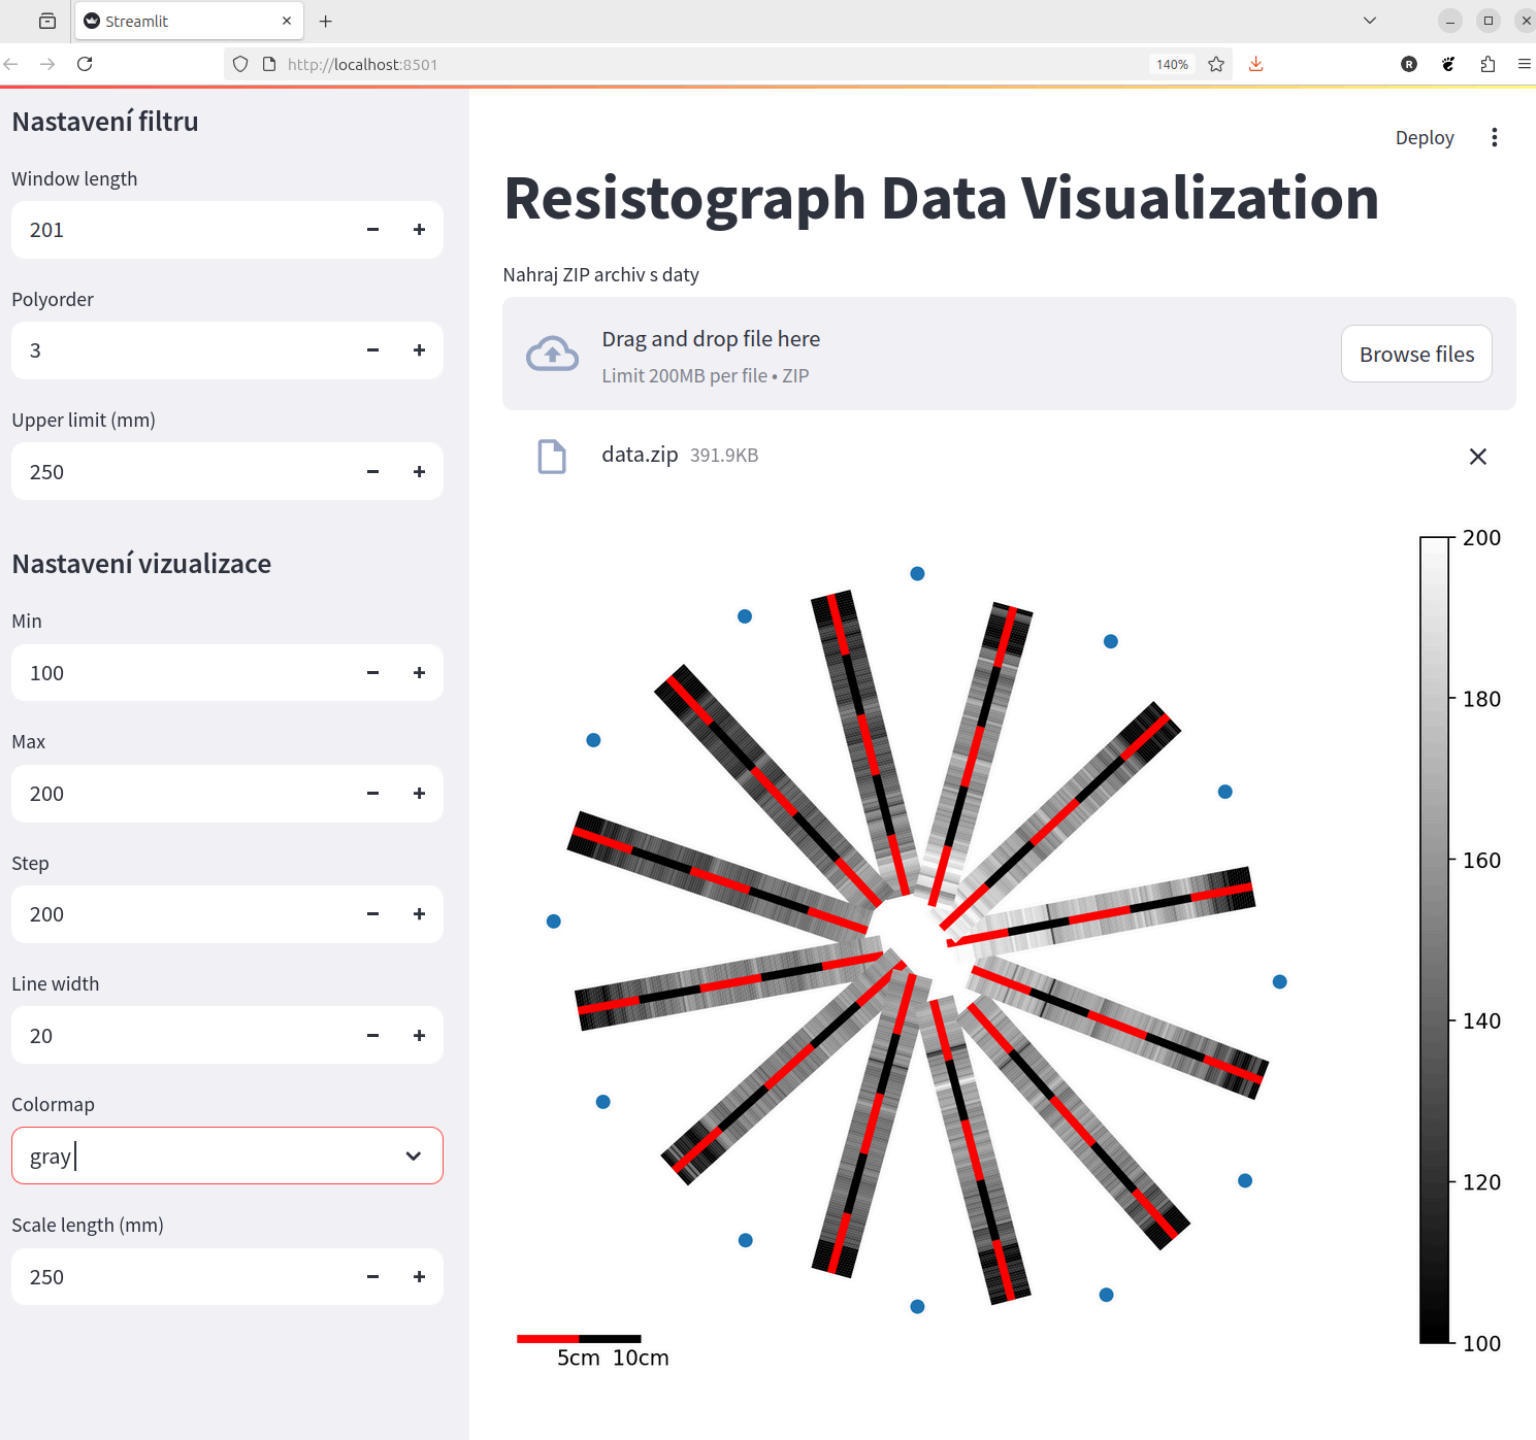 Streamlit
http://localhost:8501
140%
R
Nastavení filtru
Window length
201
Polyorder
3
Upper limit (mm)
250
Nastavení vizualizace
Min
100
Max
200
Step
200
Line width
20
Colormap
gray
Scale length (mm)
250
Deploy
Resistograph Data Visualization
Nahraj ZIP archiv s daty
Drag and drop file here
Limit 200MB per file • ZIP
Browse files
data.zip 391.9KB
200
180
160
140
120
100
5cm 10cm